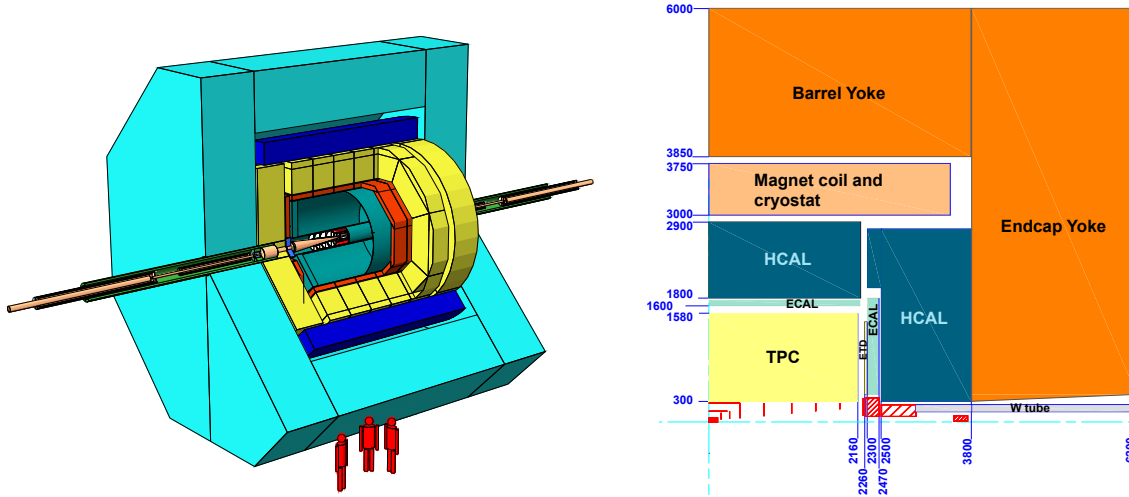 6000
Barrel Yoke
3850
3750
Magnet coil and
cryostat
3000
2900
Endcap Yoke
HCAL
1800
ECAL
1600
1580
ECAL
HCAL
ETD
TPC
300
W tube
2160
2260
2300
2470
2500
3800